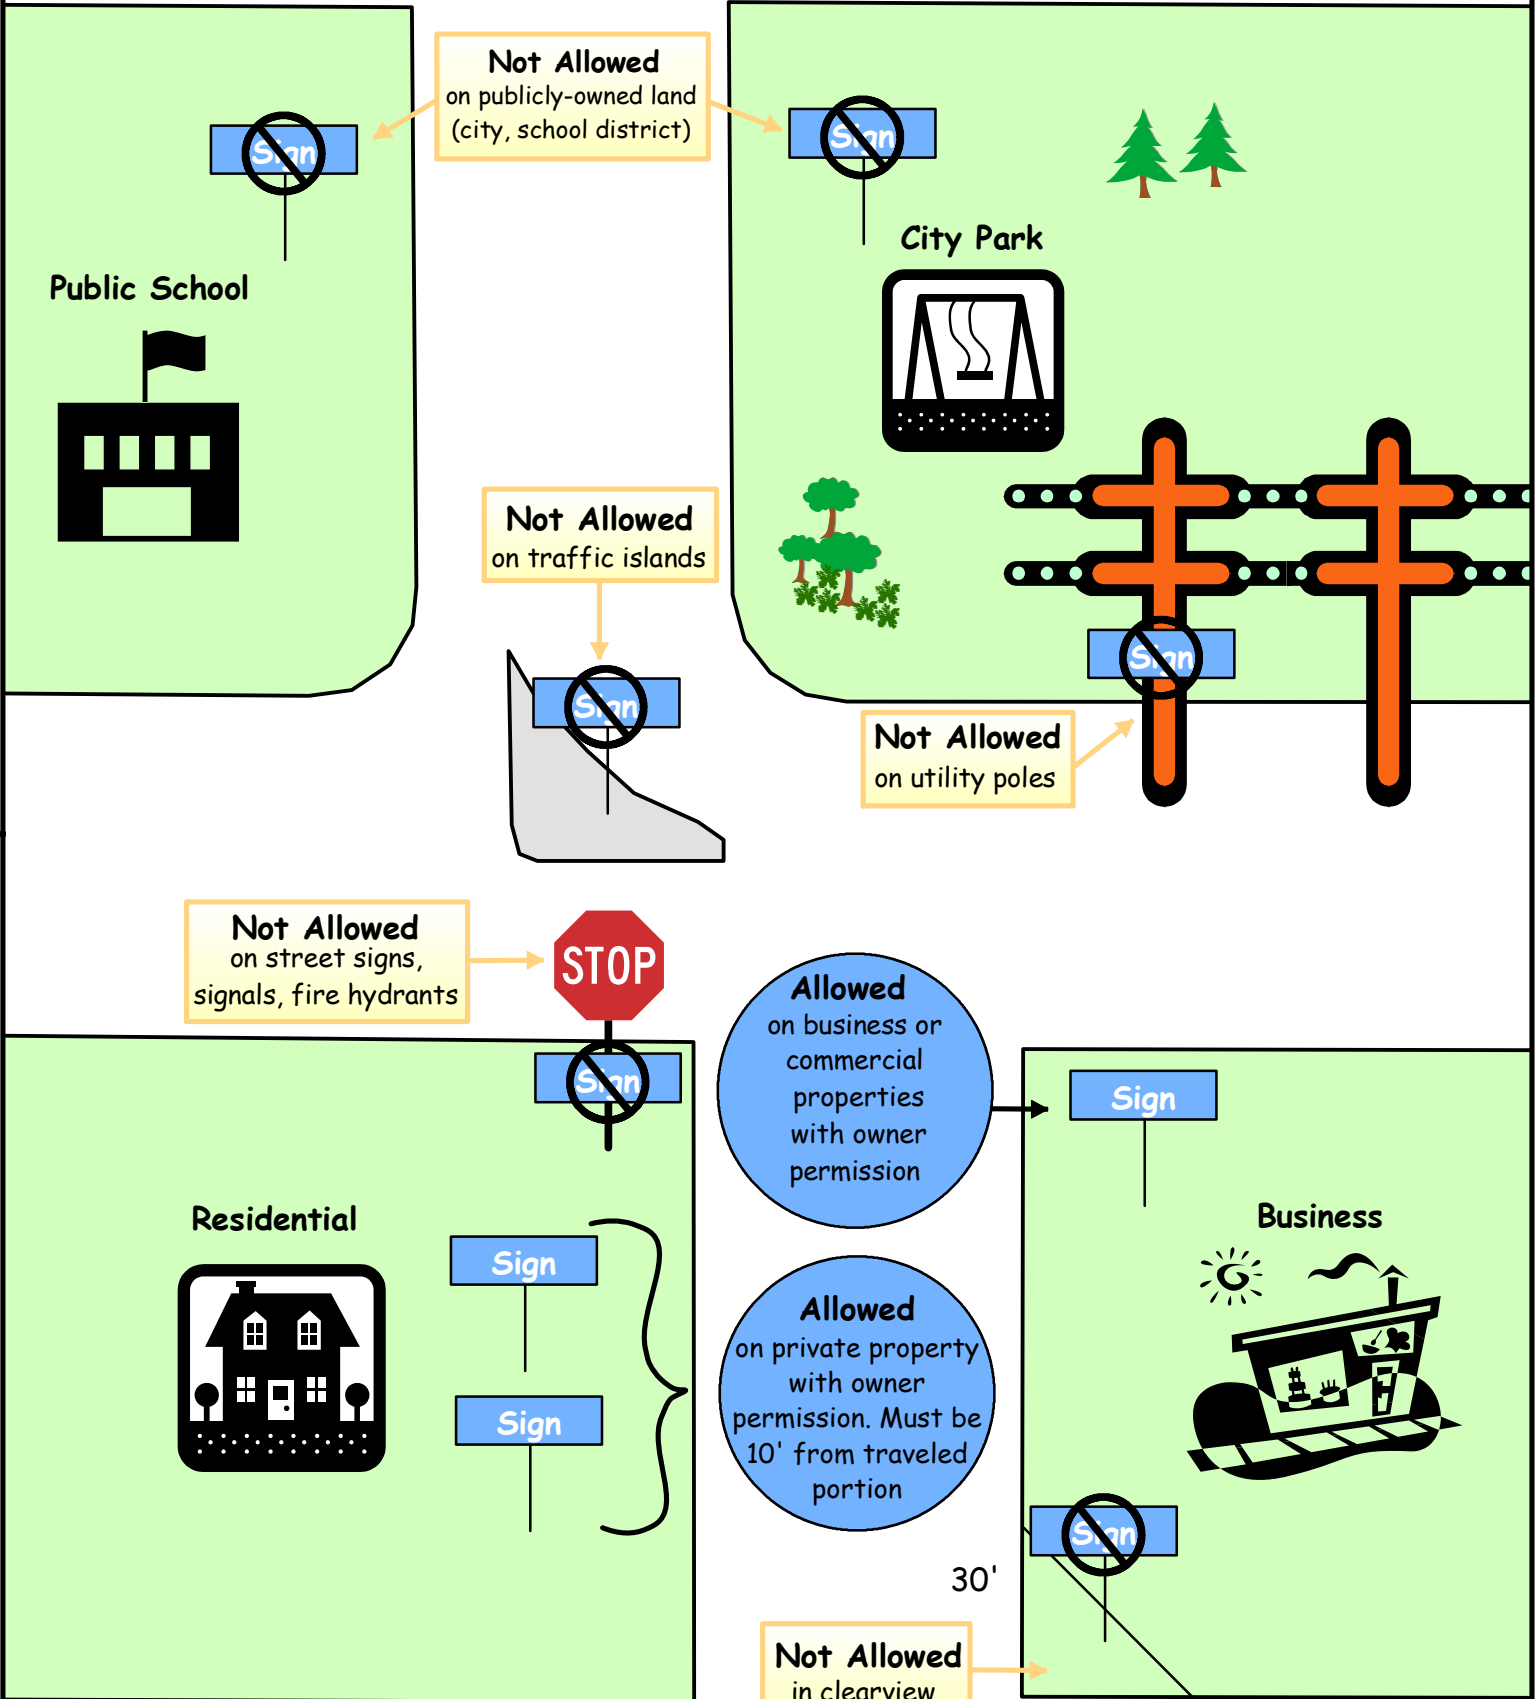 Not Allowed
on publicly-owned land
(city, school district)
Sign
Sign
City Park
Public School
Not Allowed
on traffic islands
Sign
Sign
Not Allowed
on utility poles
Not Allowed
on street signs,
signals, fire hydrants
STOP
Sign
Allowed
on business or
commercial
properties
with owner
permission
Sign
Residential
Sign
Sign
Business
Allowed
on private property
with owner
permission. Must be
10' from traveled
portion
Sign
30'
Not Allowed
in clearview